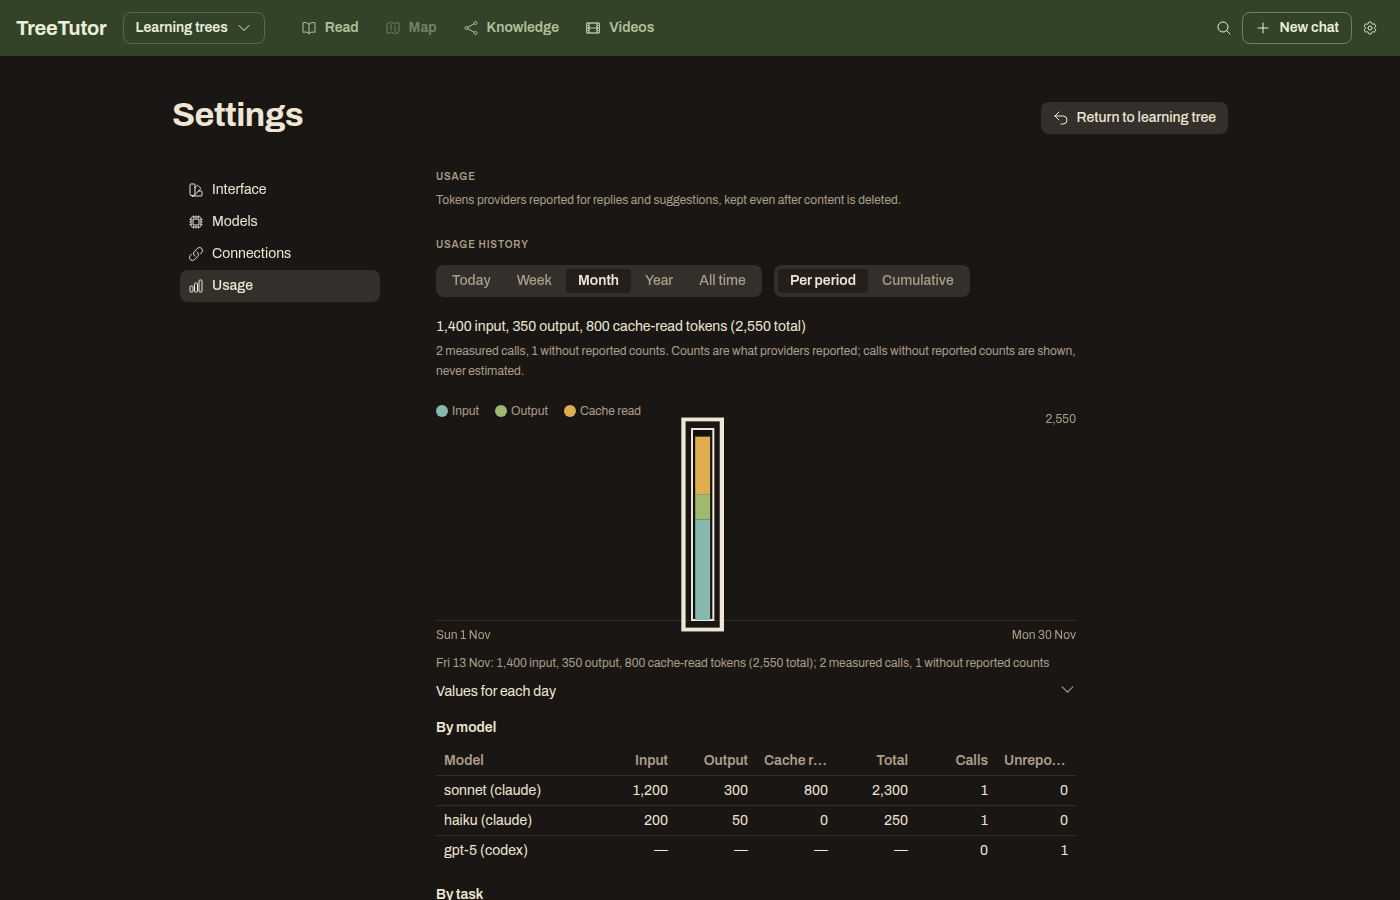 TreeTutor Learning trees Read Map Knowledge Videos New chat
Settings
Return to learning tree
Interface
Models
Connections
Usage
USAGE
Tokens providers reported for replies and suggestions, kept even after content is deleted.
USAGE HISTORY
Today Week Month Year All time Per period Cumulative
1,400 input, 350 output, 800 cache-read tokens (2,550 total)
2 measured calls, 1 without reported counts. Counts are what providers reported; calls without reported counts are shown,
never estimated.
Input Output Cache read
2,550
Sun 1 Nov Mon 30 Nov
Fri 13 Nov: 1,400 input, 350 output, 800 cache-read tokens (2,550 total); 2 measured calls, 1 without reported counts
Values for each day
By model
Model Input Output Cache r… Total Calls Unrepo…
sonnet (claude) 1,200 300 800 2,300 1 0
haiku (claude) 200 50 0 250 1 0
gpt-5 (codex) — — — — 0 1
By task